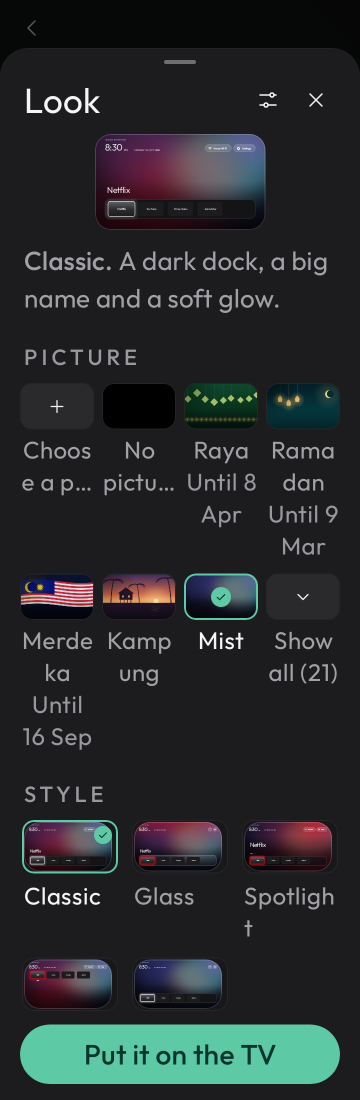 Look
8:30
Netflix
Classic. A dark dock, a big
name and a soft glow.
PICTURE
Choos
e a p...
No
pictu...
Raya
Until 8
Apr
Rama
dan
Until 9
Mar
Merde
ka
Until
16 Sep
Kamp
ung
Mist
Show
all (21)
STYLE
Classic
Glass
Spotligh
t
Put it on the TV